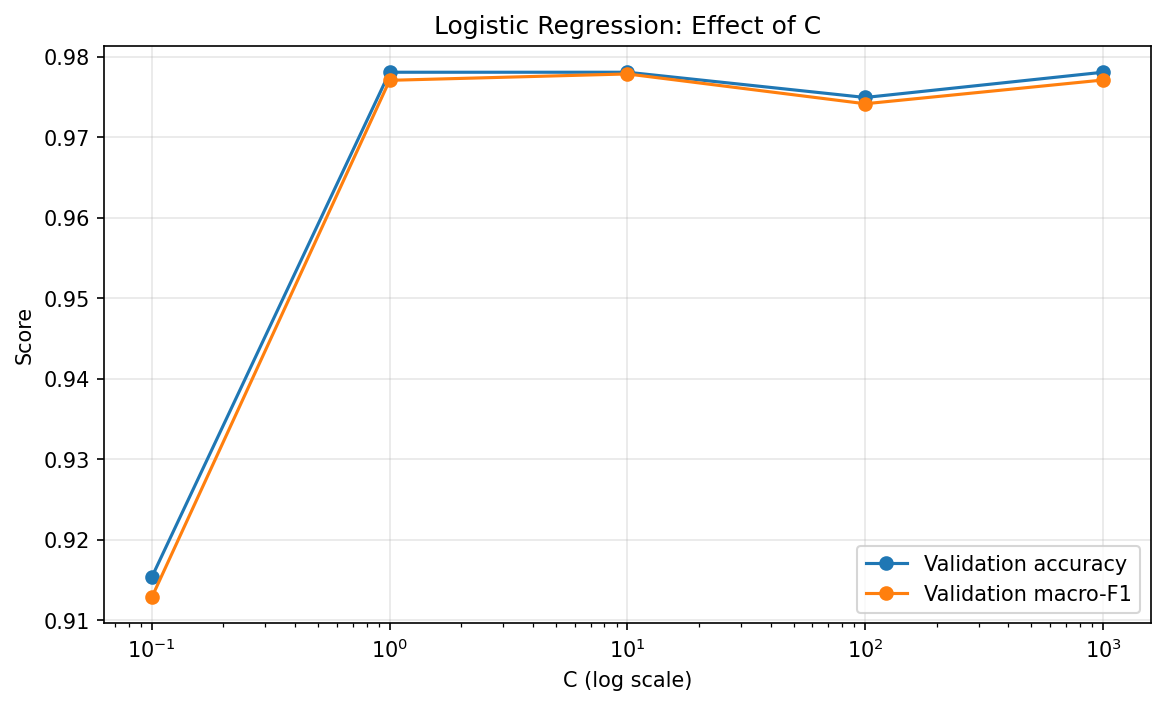 Logistic Regression: Effect of C
Score
0.98
0.97
0.96
0.95
0.94
0.93
0.92
0.91
Validation accuracy
Validation macro-F1
10⁻¹
10⁰
10¹
10²
10³
C (log scale)